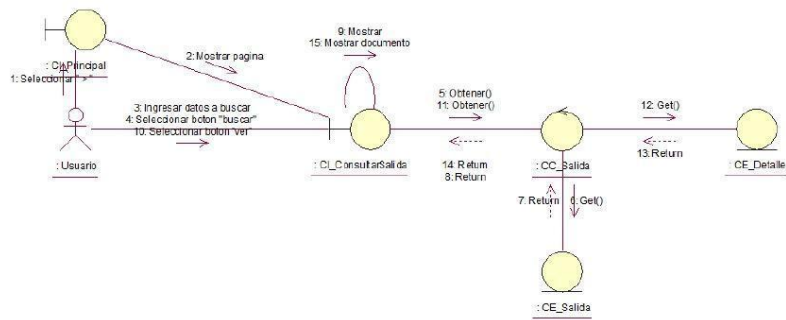 9: Mostrar
15: Mostrar documento
2: Mostrar pagina
: CI_Principal
1: Seleccionar " > "
3: Ingresar datos a buscar
4: Seleccionar boton "buscar"
10: Seleccionar boton "ver"
5: Obtener()
11: Obtener()
12: Get()
: Usuario
: CI_ConsultarSalida
14: Return
8: Return
: CC_Salida
13: Return
: CE_Detalle
7: Return
6: Get()
: CE_Salida